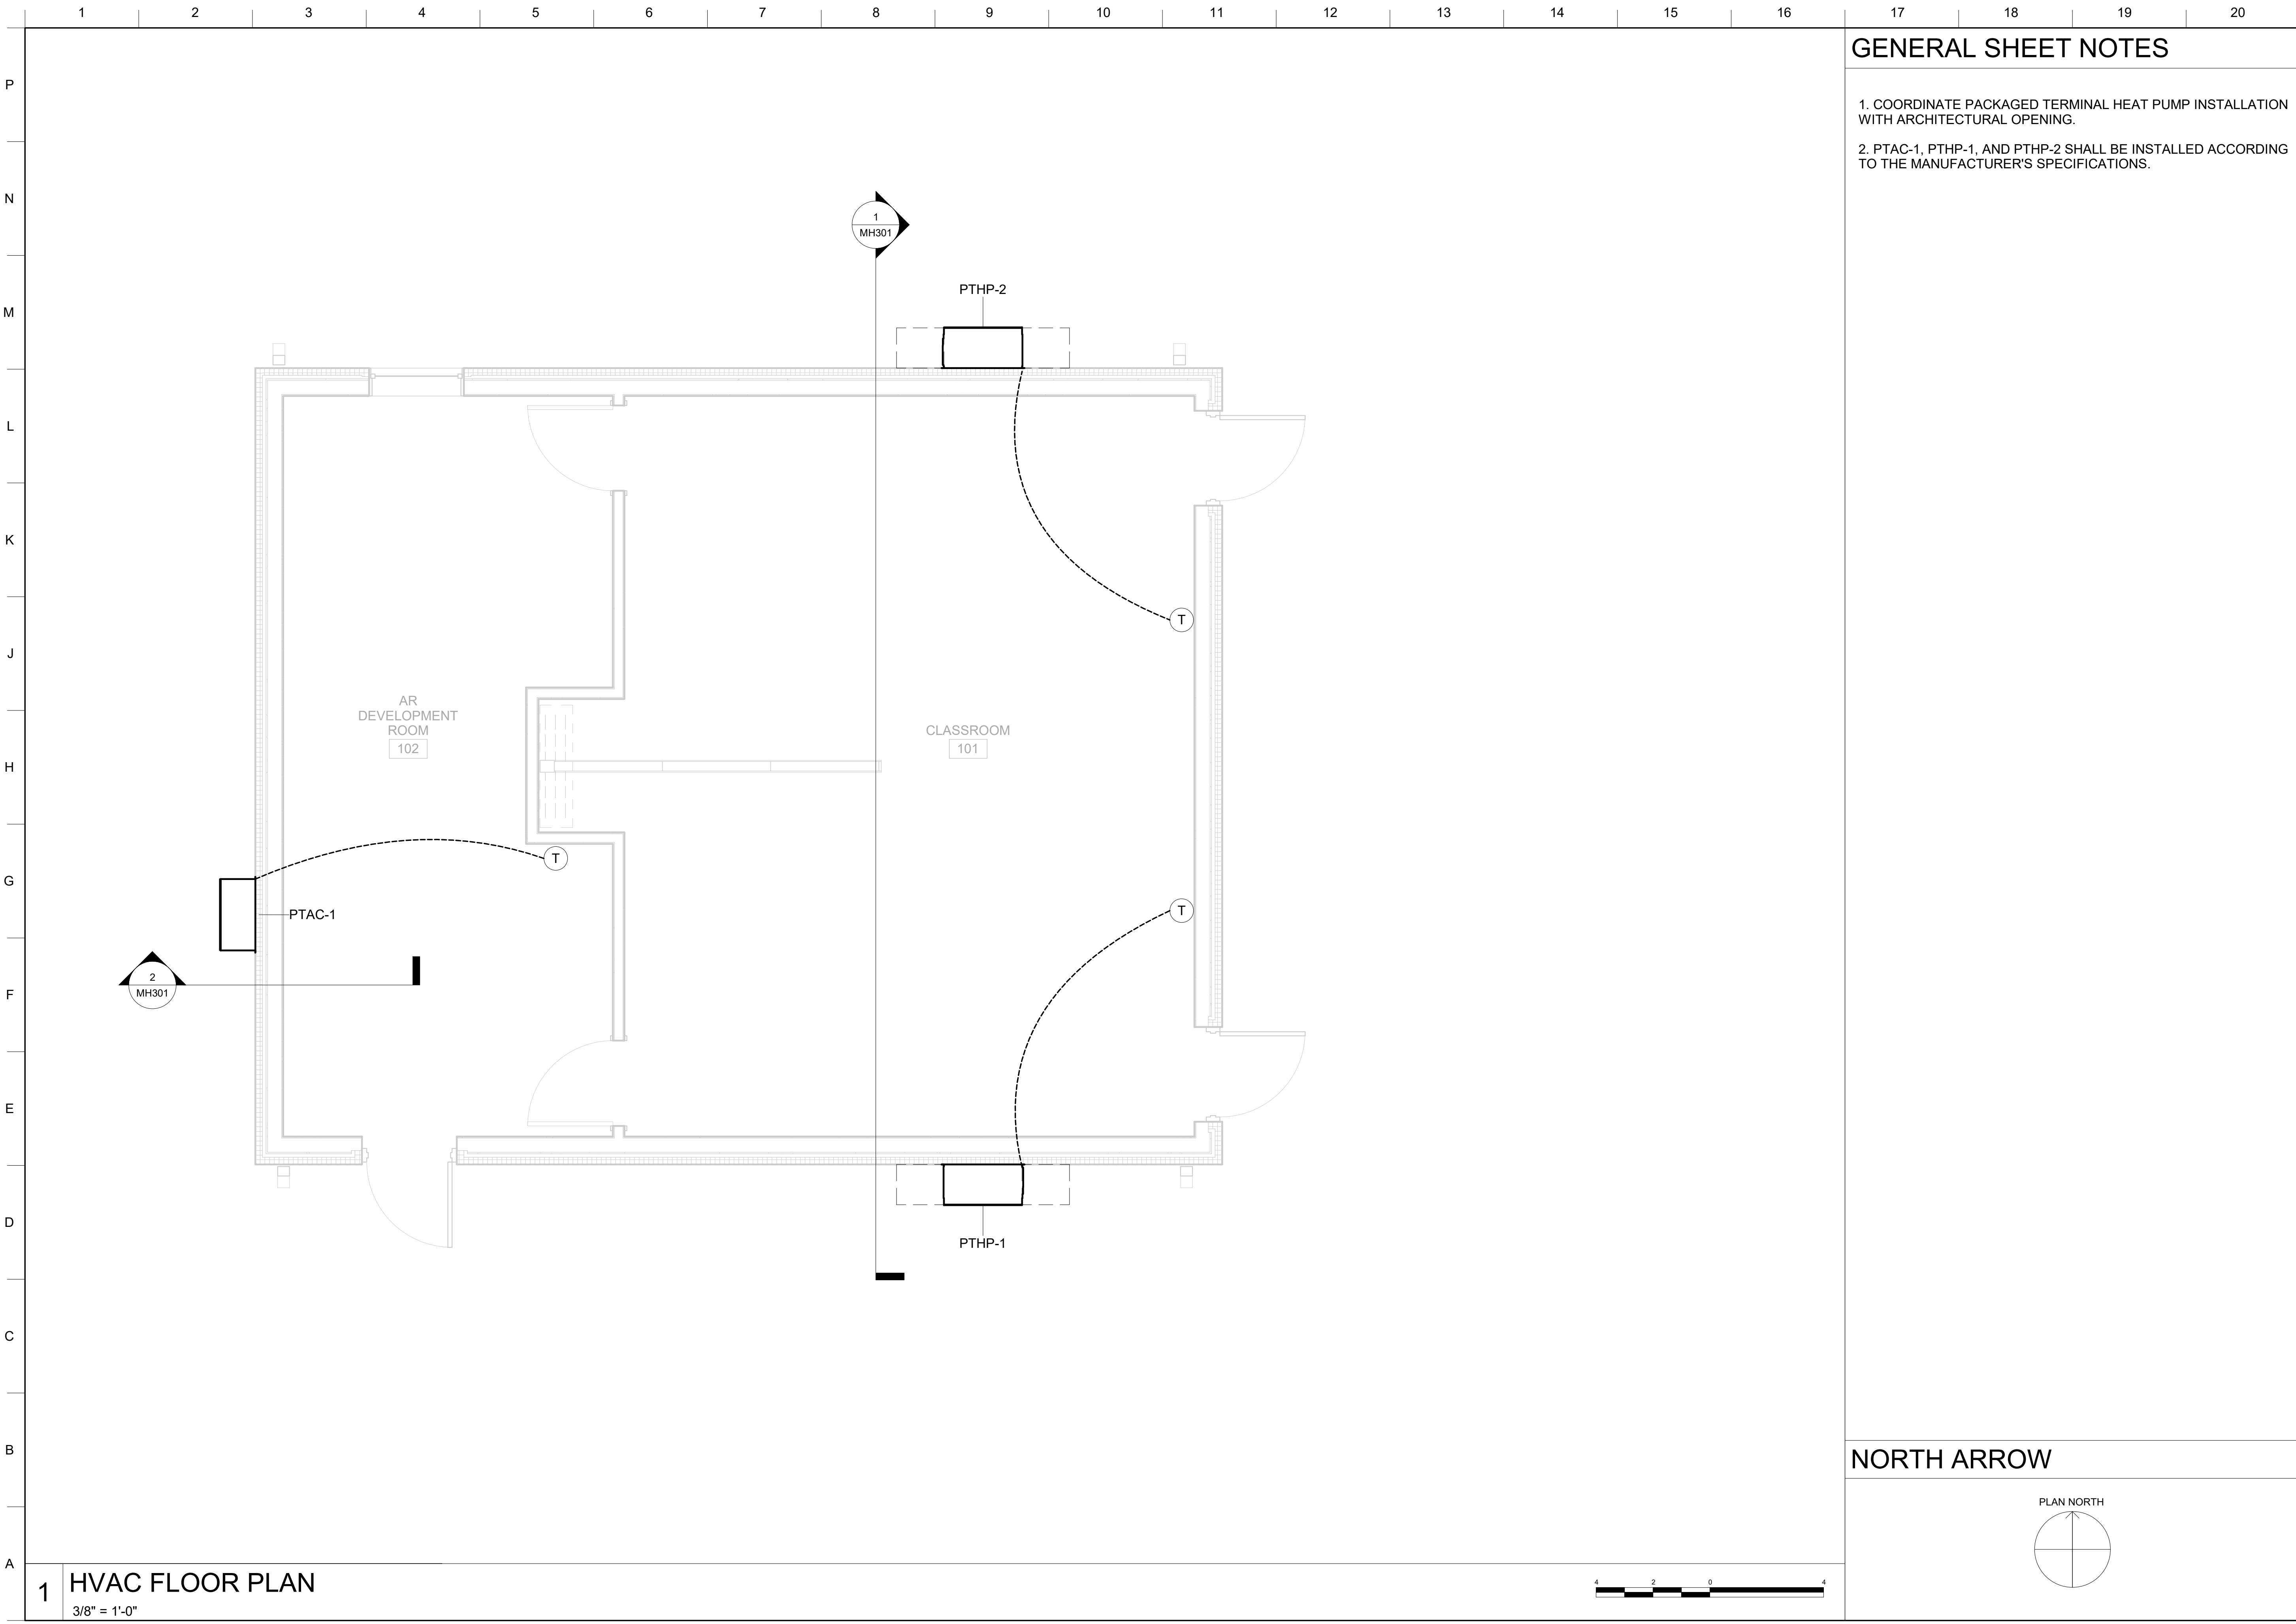 1 2 3 4 5 6 7 8 9 10 11 12 13 14 15 16 17 18 19 20
P
N
M
L
K
J
H
G
F
E
D
C
B
A
1
MH301
PTHP-2
T
AR
DEVELOPMENT
ROOM
102
CLASSROOM
101
T
T
PTAC-1
2
MH301
PTHP-1
GENERAL SHEET NOTES
1. COORDINATE PACKAGED TERMINAL HEAT PUMP INSTALLATION
WITH ARCHITECTURAL OPENING.
2. PTAC-1, PTHP-1, AND PTHP-2 SHALL BE INSTALLED ACCORDING
TO THE MANUFACTURER'S SPECIFICATIONS.
NORTH ARROW
PLAN NORTH
1 HVAC FLOOR PLAN
3/8" = 1'-0"
4 2 0 4